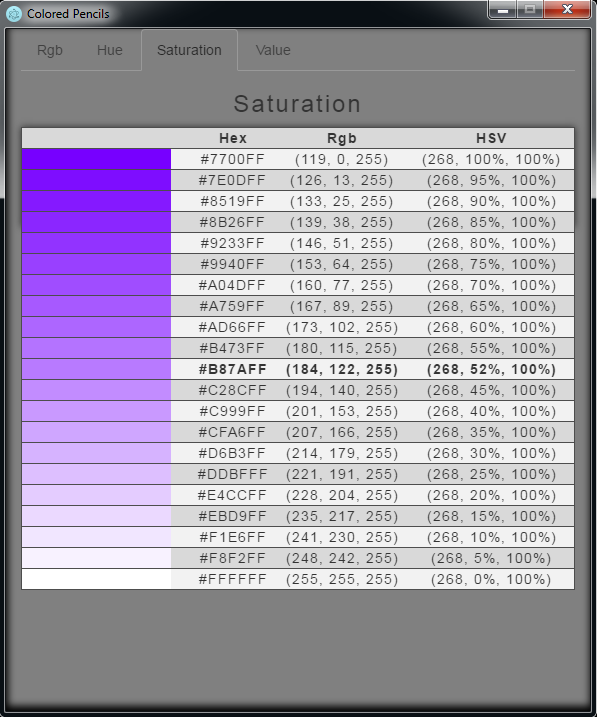 Colored Pencils
Rgb Hue Saturation Value
Saturation
Hex Rgb HSV
#7700FF (119, 0, 255) (268, 100%, 100%)
#7E0DFF (126, 13, 255) (268, 95%, 100%)
#8519FF (133, 25, 255) (268, 90%, 100%)
#8B26FF (139, 38, 255) (268, 85%, 100%)
#9233FF (146, 51, 255) (268, 80%, 100%)
#9940FF (153, 64, 255) (268, 75%, 100%)
#A04DFF (160, 77, 255) (268, 70%, 100%)
#A759FF (167, 89, 255) (268, 65%, 100%)
#AD66FF (173, 102, 255) (268, 60%, 100%)
#B473FF (180, 115, 255) (268, 55%, 100%)
#B87AFF (184, 122, 255) (268, 52%, 100%)
#C28CFF (194, 140, 255) (268, 45%, 100%)
#C999FF (201, 153, 255) (268, 40%, 100%)
#CFA6FF (207, 166, 255) (268, 35%, 100%)
#D6B3FF (214, 179, 255) (268, 30%, 100%)
#DDBFFF (221, 191, 255) (268, 25%, 100%)
#E4CCFF (228, 204, 255) (268, 20%, 100%)
#EBD9FF (235, 217, 255) (268, 15%, 100%)
#F1E6FF (241, 230, 255) (268, 10%, 100%)
#F8F2FF (248, 242, 255) (268, 5%, 100%)
#FFFFFF (255, 255, 255) (268, 0%, 100%)